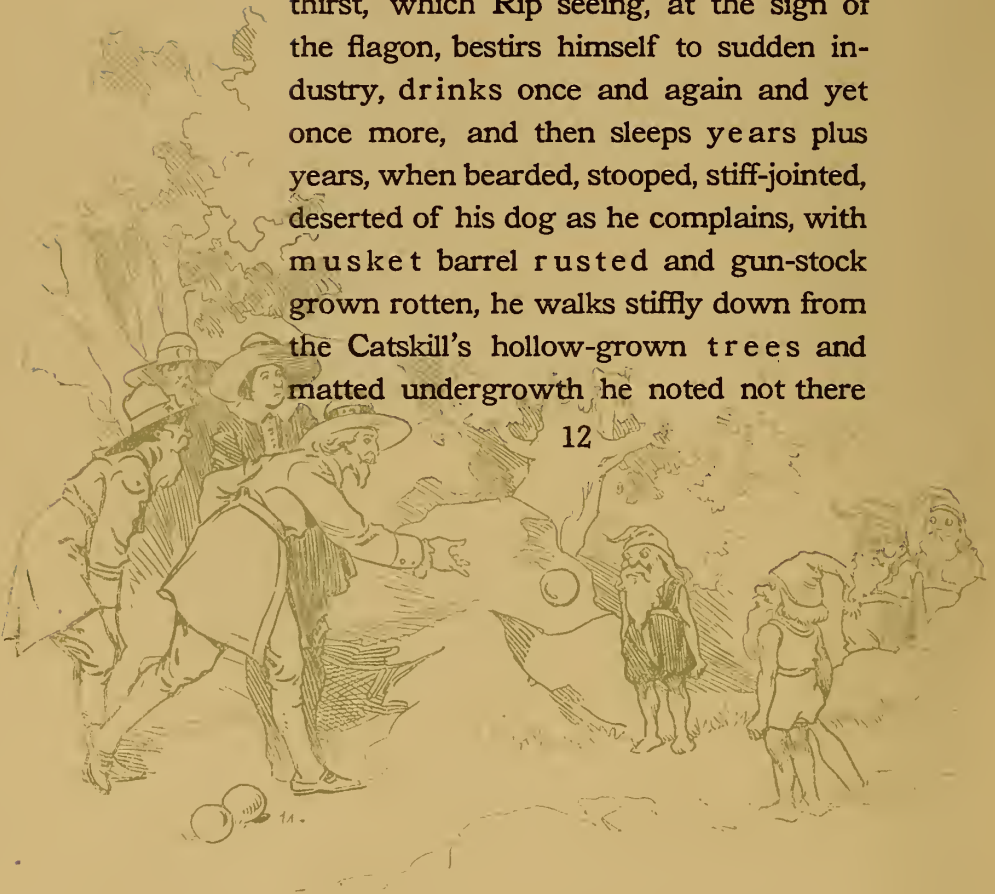 thirst, which Rip seeing, at the sign of
the flagon, bestirs himself to sudden in-
dustry, drinks once and again and yet
once more, and then sleeps years plus
years, when bearded, stooped, stiff-jointed,
deserted of his dog as he complains, with
musket barrel rusted and gun-stock
grown rotten, he walks stiffly down from
the Catskill's hollow-grown trees and
matted undergrowth he noted not there
12